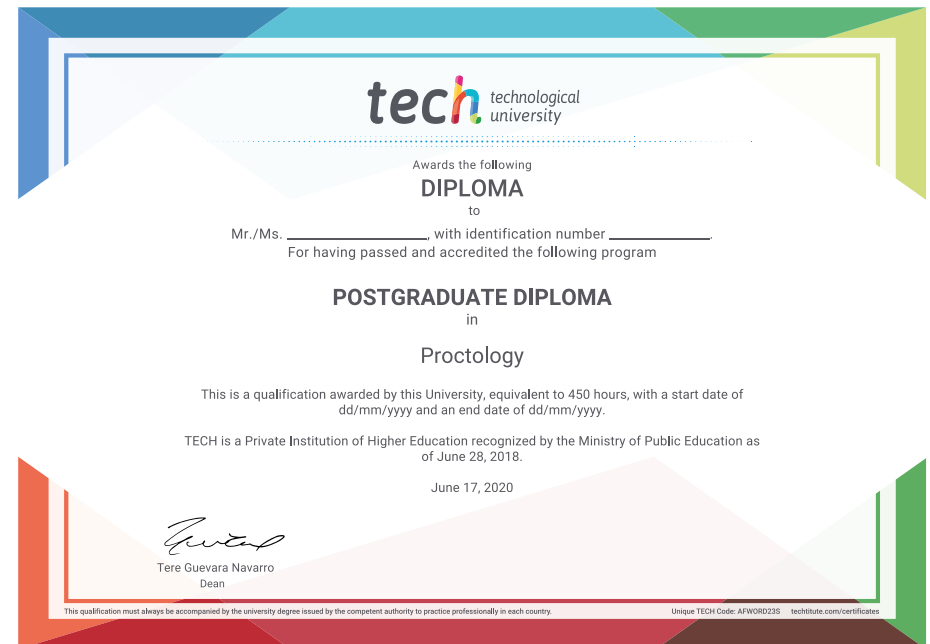 tech technological
university
Awards the following
DIPLOMA
to
Mr./Ms. ____________________, with identification number ______________.
For having passed and accredited the following program
POSTGRADUATE DIPLOMA
in
Proctology
This is a qualification awarded by this University, equivalent to 450 hours, with a start date of
dd/mm/yyyy and an end date of dd/mm/yyyy.
TECH is a Private Institution of Higher Education recognized by the Ministry of Public Education as
of June 28, 2018.
June 17, 2020
Tere Guevara Navarro
Dean
This qualification must always be accompanied by the university degree issued by the competent authority to practice professionally in each country. Unique TECH Code: AFWORD23S techtitute.com/certificates